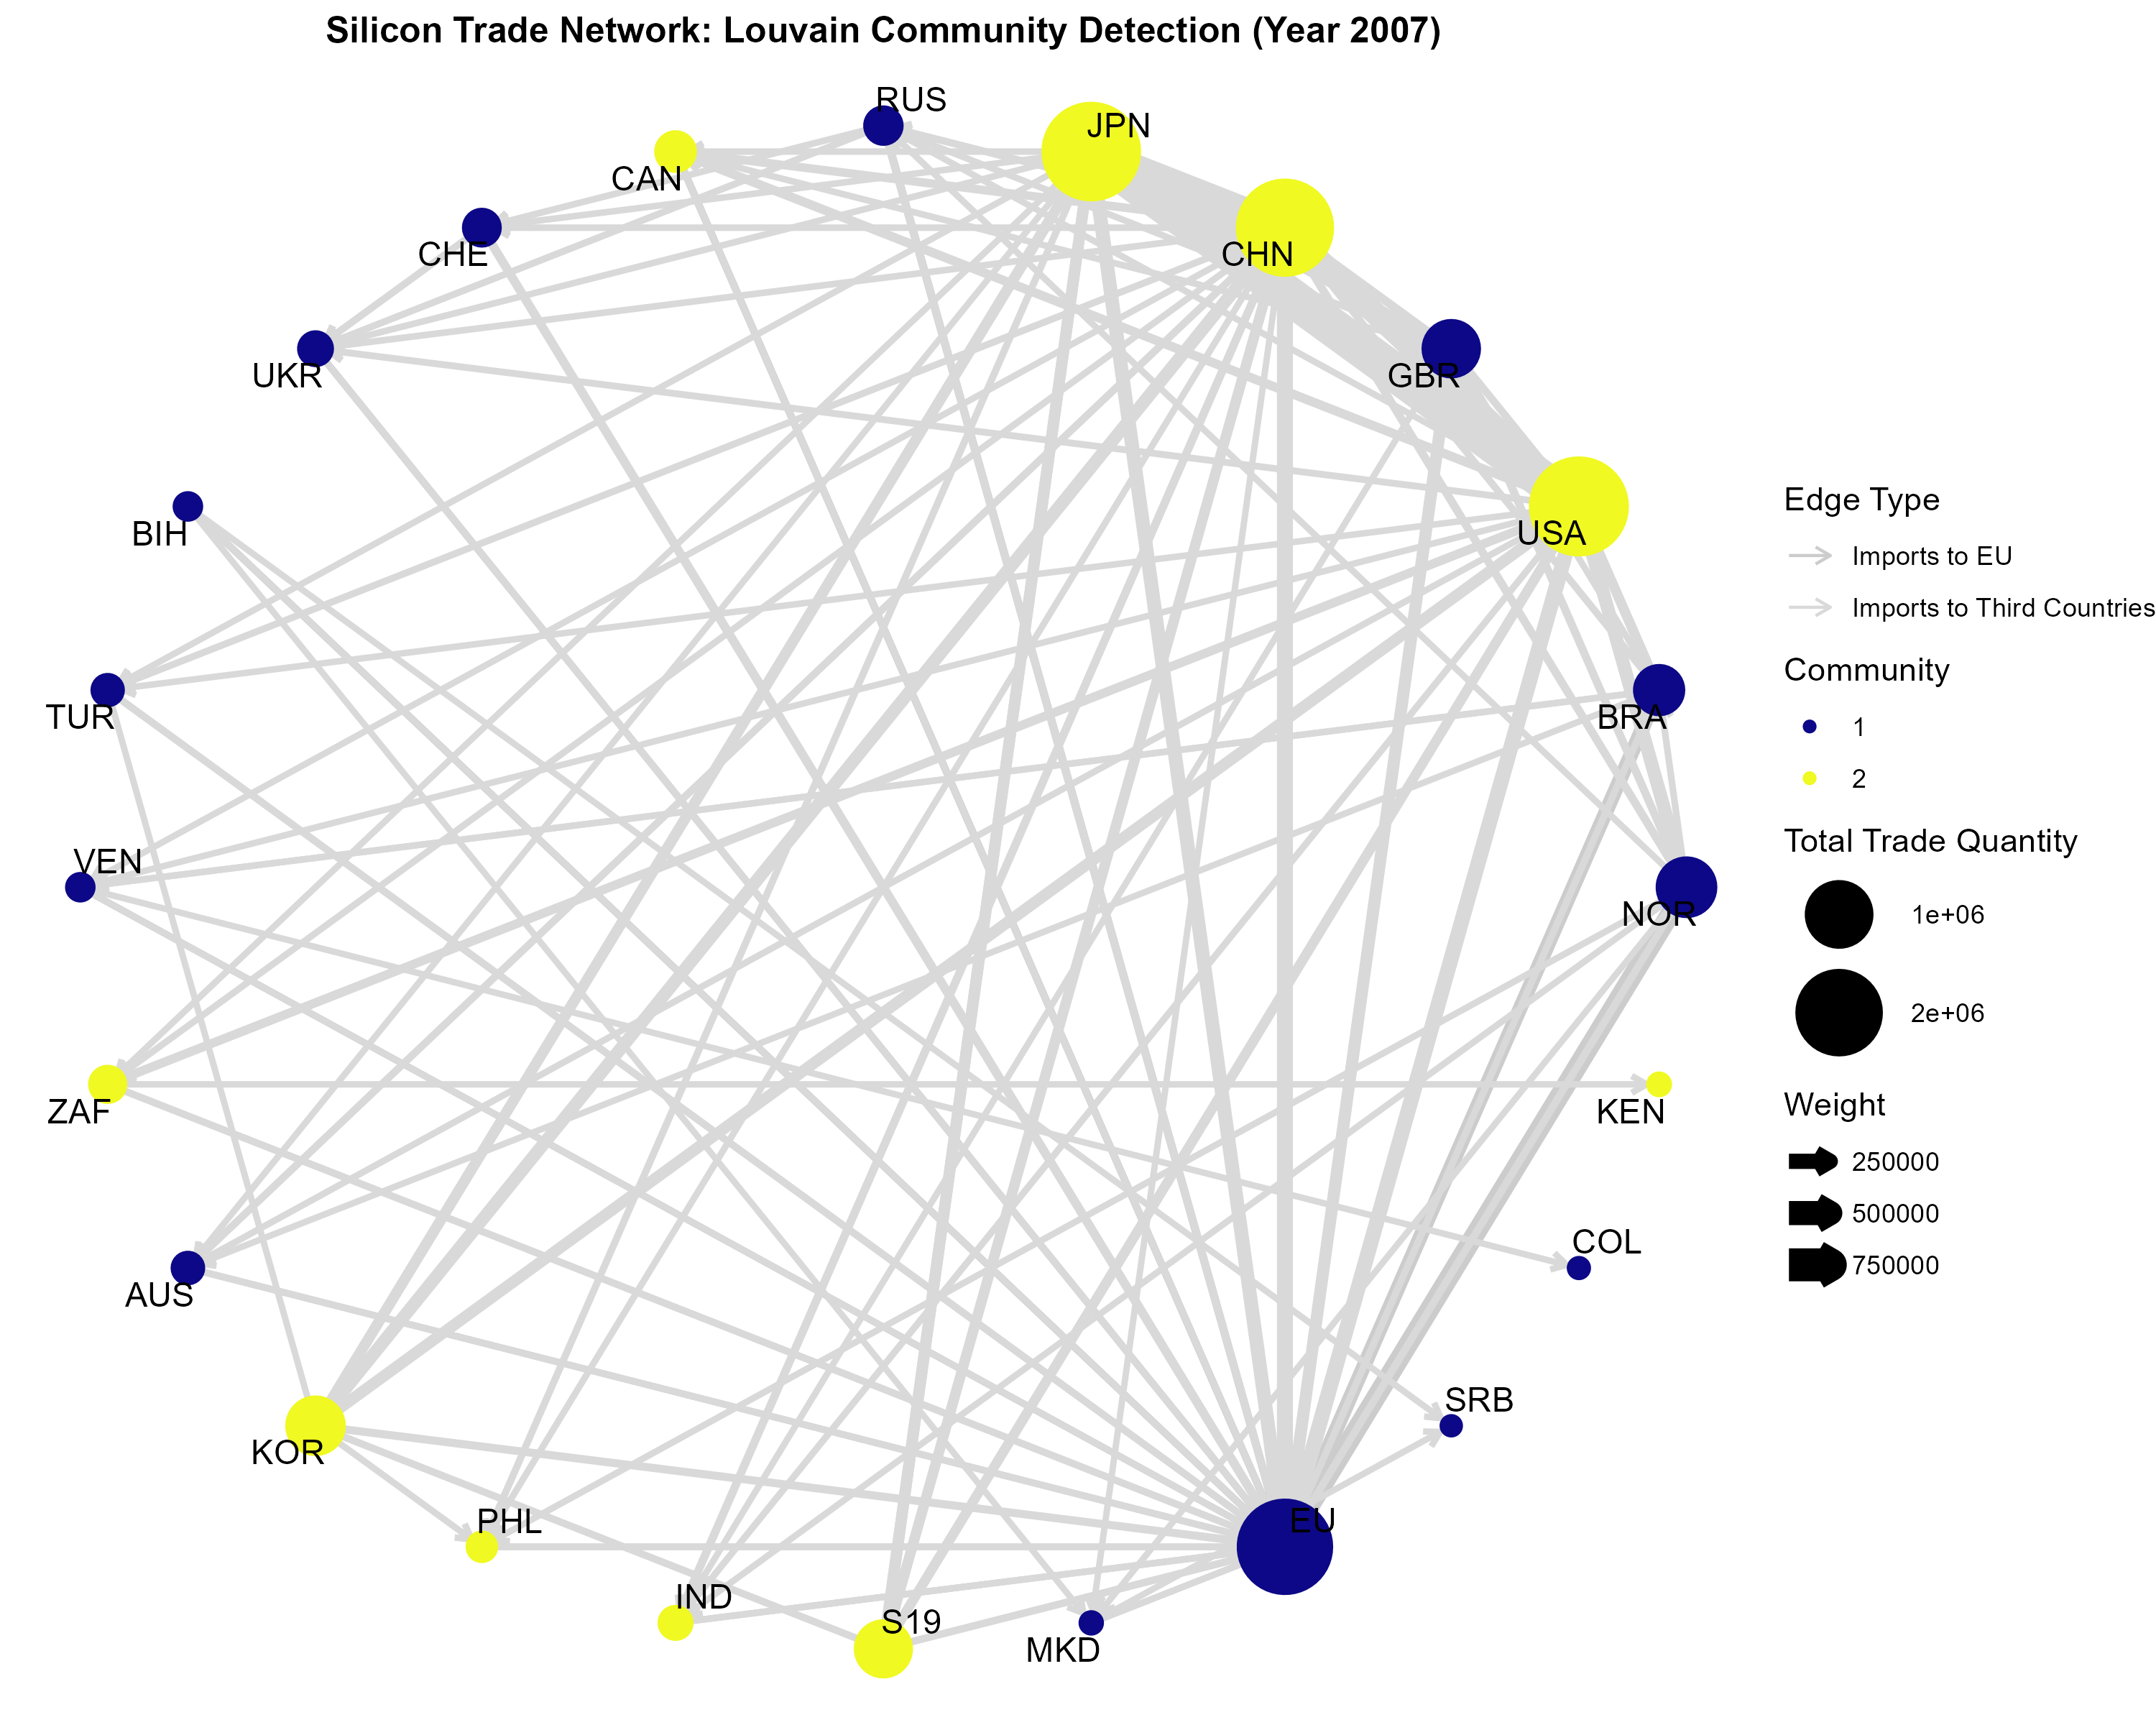 Silicon Trade Network: Louvain Community Detection (Year 2007)
RUS
JPN
CAN
CHE
CHN
UKR
GBR
BIH
USA
TUR
BRA
VEN
NOR
ZAF
KEN
AUS
COL
KOR
SRB
PHL
EU
IND
S19
MKD
Edge Type
Imports to EU
Imports to Third Countries
Community
1
2
Total Trade Quantity
1e+06
2e+06
Weight
250000
500000
750000